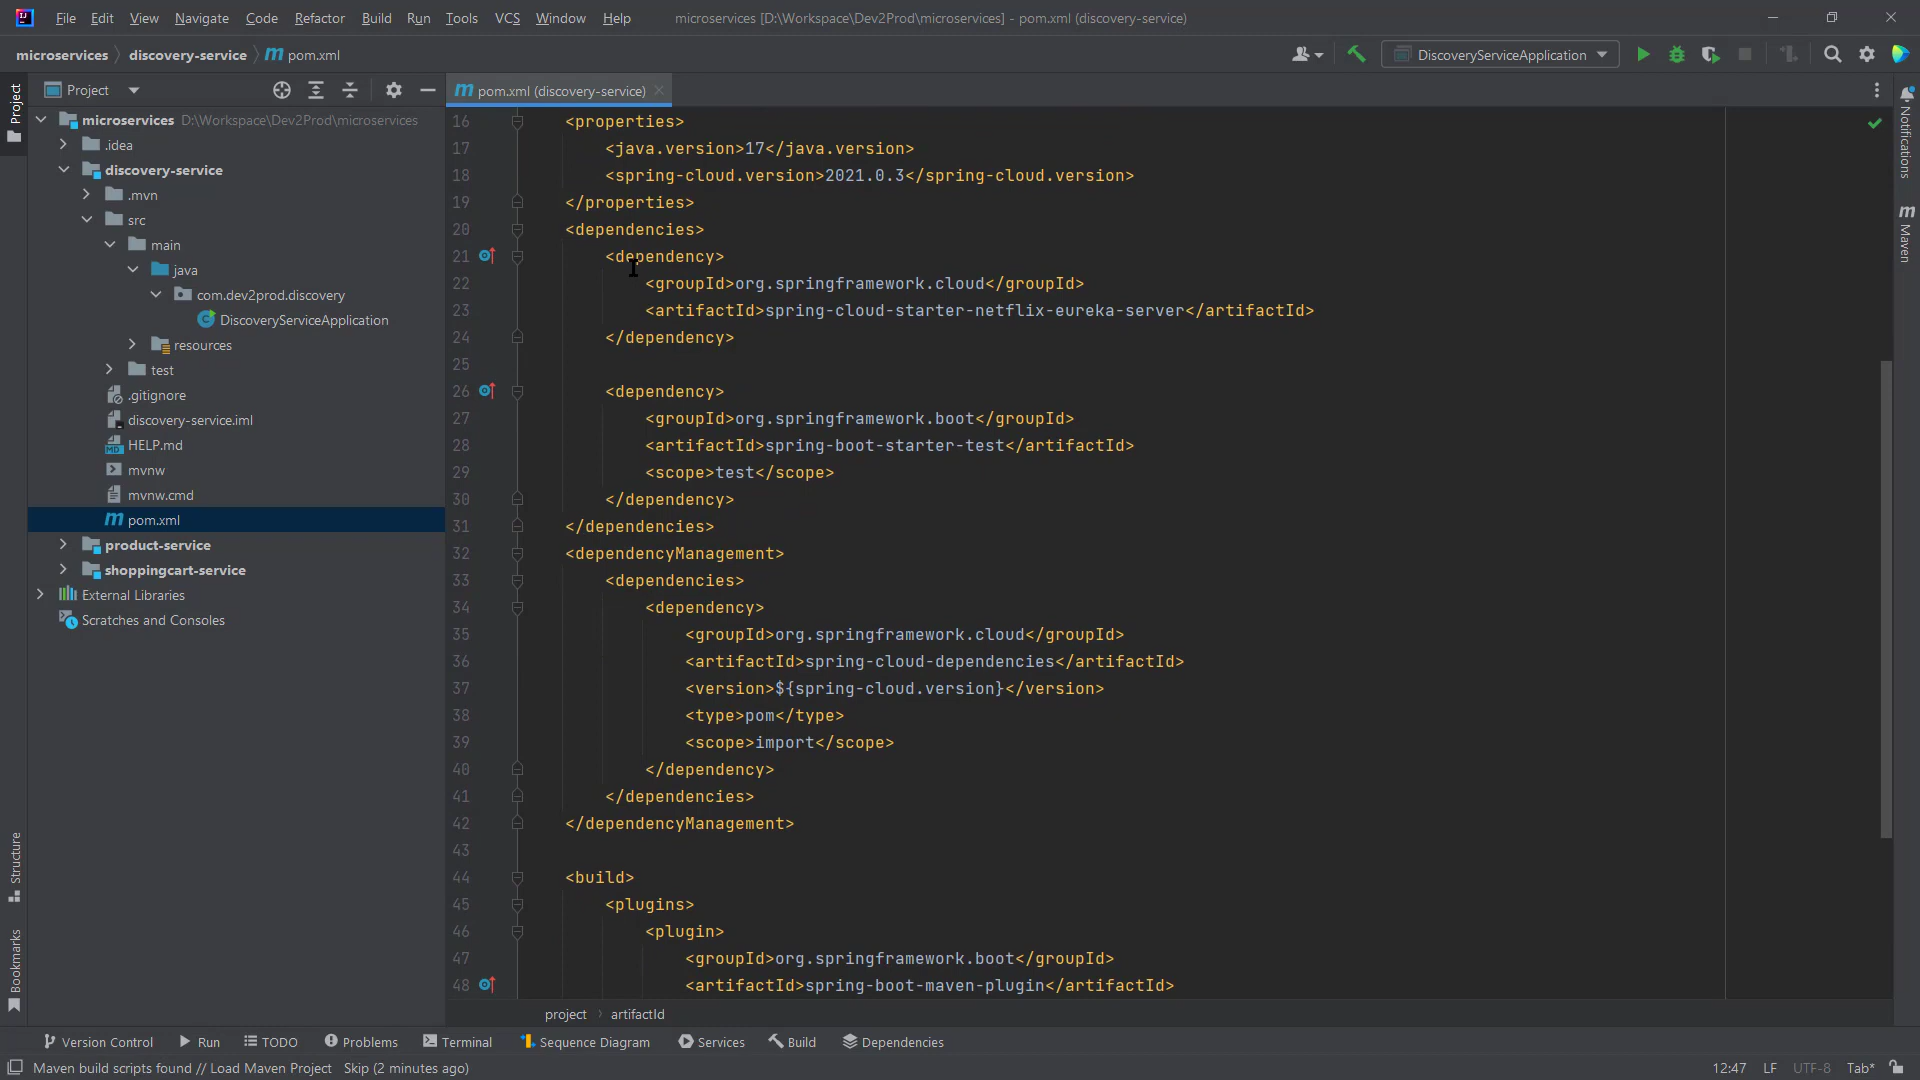 File Edit View Navigate Code Refactor Build Run Tools VCS Window Help microservices [D:\Workspace\Dev2Prod\microservices] - pom.xml (discovery-service)
microservices discovery-service m pom.xml DiscoveryServiceApplication
Project
m pom.xml (discovery-service)
microservices D:\Workspace\Dev2Prod\microservices
.idea
discovery-service
.mvn
src
main
java
com.dev2prod.discovery
DiscoveryServiceApplication
resources
test
.gitignore
discovery-service.iml
HELP.md
mvnw
mvnw.cmd
m pom.xml
product-service
shoppingcart-service
External Libraries
Scratches and Consoles
Project
Structure
Bookmarks
16 <properties>
17 <java.version>17</java.version>
18 <spring-cloud.version>2021.0.3</spring-cloud.version>
19 </properties>
20 <dependencies>
21 <dependency>
22 <groupId>org.springframework.cloud</groupId>
23 <artifactId>spring-cloud-starter-netflix-eureka-server</artifactId>
24 </dependency>
25
26 <dependency>
27 <groupId>org.springframework.boot</groupId>
28 <artifactId>spring-boot-starter-test</artifactId>
29 <scope>test</scope>
30 </dependency>
31 </dependencies>
32 <dependencyManagement>
33 <dependencies>
34 <dependency>
35 <groupId>org.springframework.cloud</groupId>
36 <artifactId>spring-cloud-dependencies</artifactId>
37 <version>${spring-cloud.version}</version>
38 <type>pom</type>
39 <scope>import</scope>
40 </dependency>
41 </dependencies>
42 </dependencyManagement>
43
44 <build>
45 <plugins>
46 <plugin>
47 <groupId>org.springframework.boot</groupId>
48 <artifactId>spring-boot-maven-plugin</artifactId>
project artifactId
Notifications
m Maven
Version Control Run TODO Problems Terminal Sequence Diagram Services Build Dependencies
Maven build scripts found // Load Maven Project Skip (2 minutes ago) 12:47 LF UTF-8 Tab*